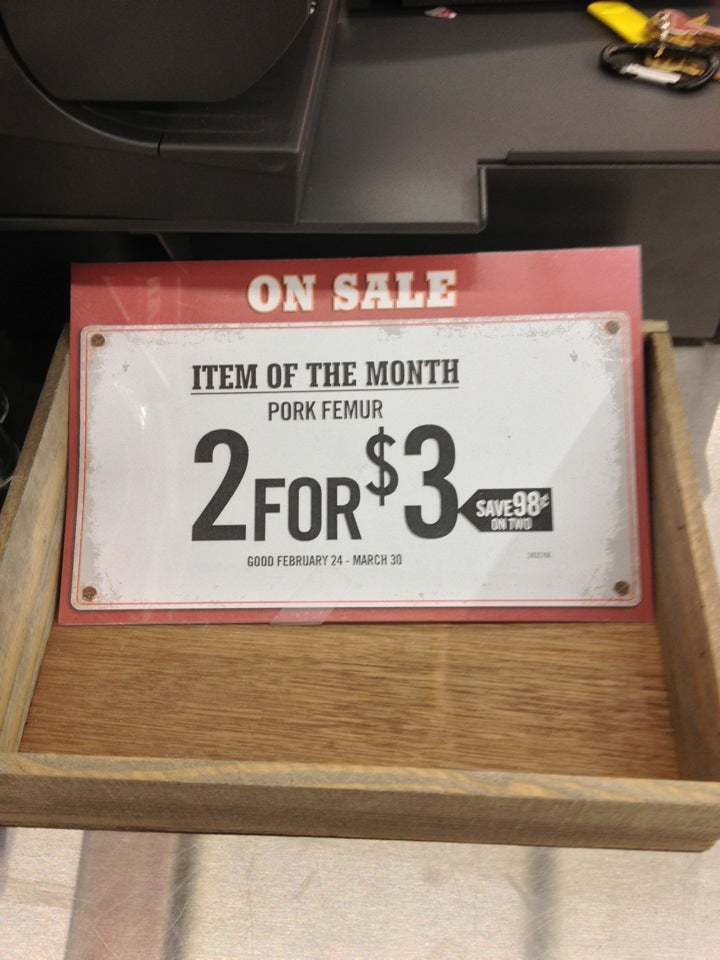 ON SALE
ITEM OF THE MONTH
PORK FEMUR
2 FOR $3
SAVE 98¢
ON TWO
GOOD FEBRUARY 24 - MARCH 30